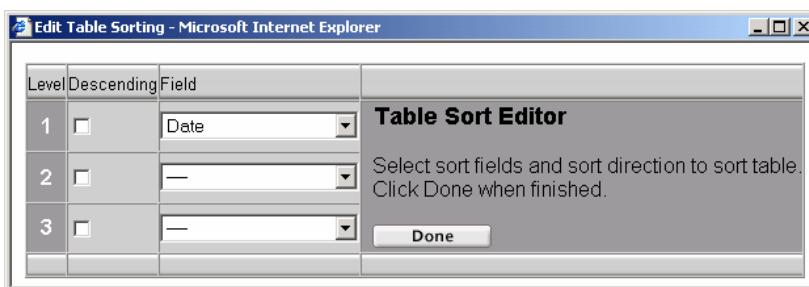 Edit Table Sorting - Microsoft Internet Explorer
Level Descending Field
1 Date
Table Sort Editor
2 —
Select sort fields and sort direction to sort table.
Click Done when finished.
3 —
Done